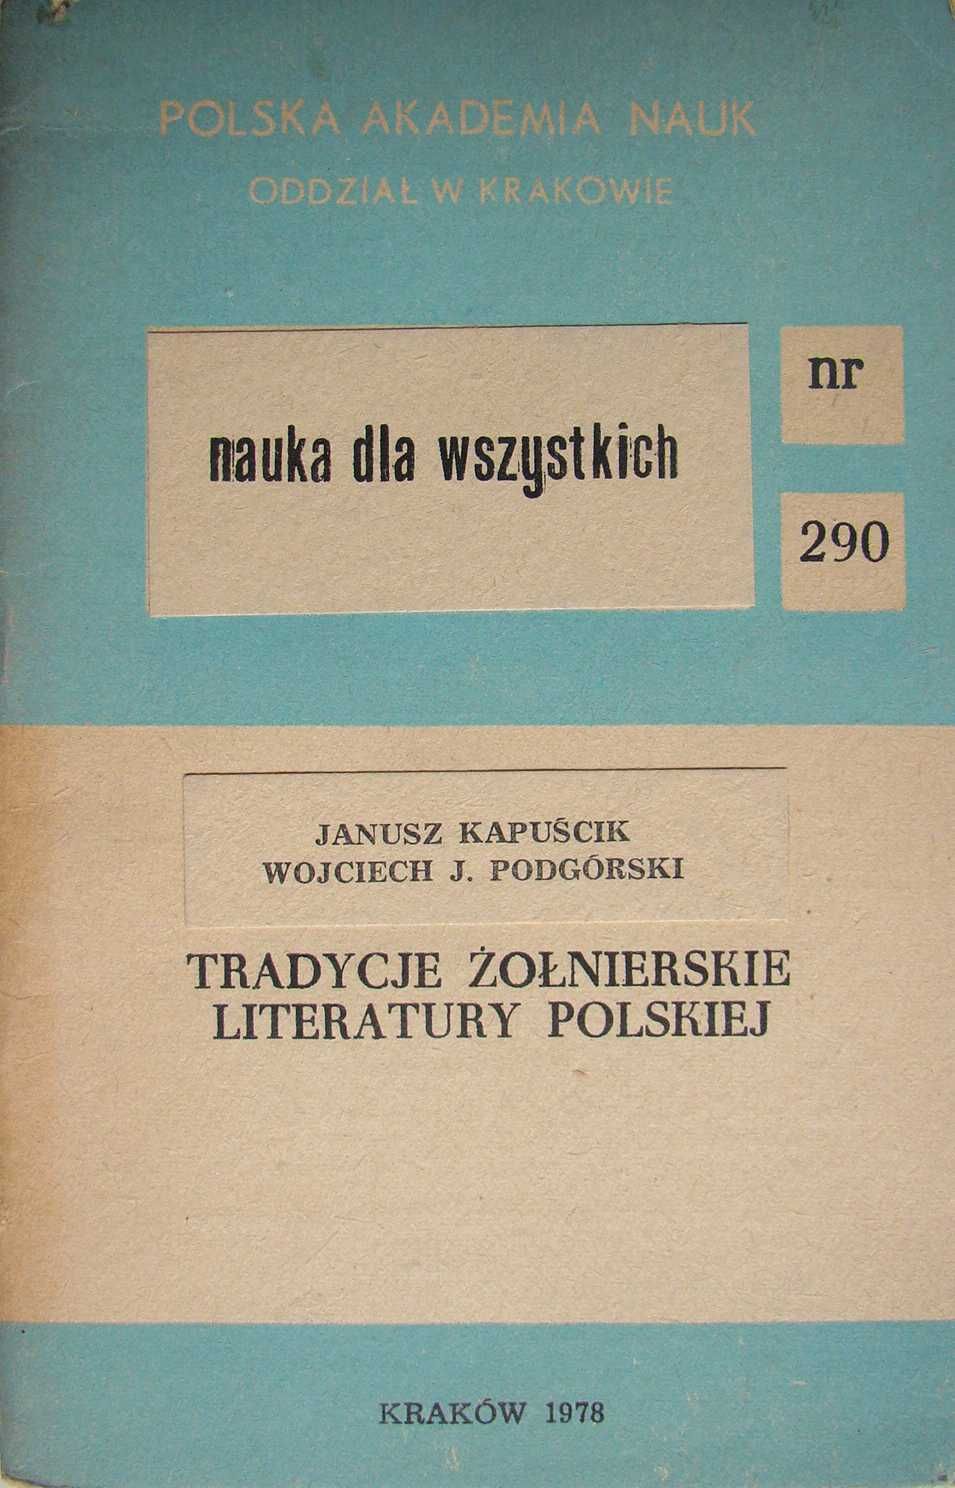 POLSKA AKADEMIA NAUK
ODDZIAŁ W KRAKOWIE
nauka dla wszystkich
nr
290
JANUSZ KAPUŚCIK
WOJCIECH J. PODGÓRSKI
TRADYCJE ŻOŁNIERSKIE
LITERATURY POLSKIEJ
KRAKÓW 1978